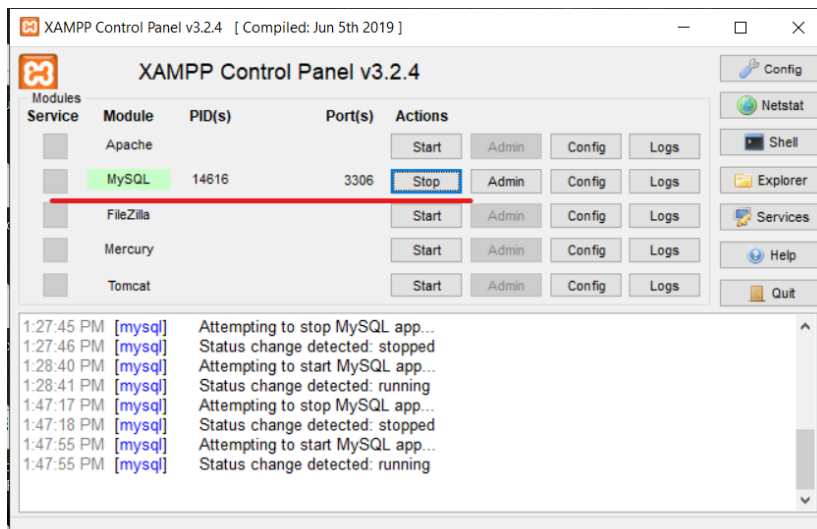 XAMPP Control Panel v3.2.4 [ Compiled: Jun 5th 2019 ]
XAMPP Control Panel v3.2.4
Config
Modules
Netstat
Service Module PID(s) Port(s) Actions
Apache Start Admin Config Logs
Shell
MySQL 14616 3306 Stop Admin Config Logs
Explorer
FileZilla Start Admin Config Logs
Services
Mercury Start Admin Config Logs
Help
Tomcat Start Admin Config Logs
Quit
1:27:45 PM [mysql] Attempting to stop MySQL app...
1:27:46 PM [mysql] Status change detected: stopped
1:28:40 PM [mysql] Attempting to start MySQL app...
1:28:41 PM [mysql] Status change detected: running
1:47:17 PM [mysql] Attempting to stop MySQL app...
1:47:18 PM [mysql] Status change detected: stopped
1:47:55 PM [mysql] Attempting to start MySQL app...
1:47:55 PM [mysql] Status change detected: running